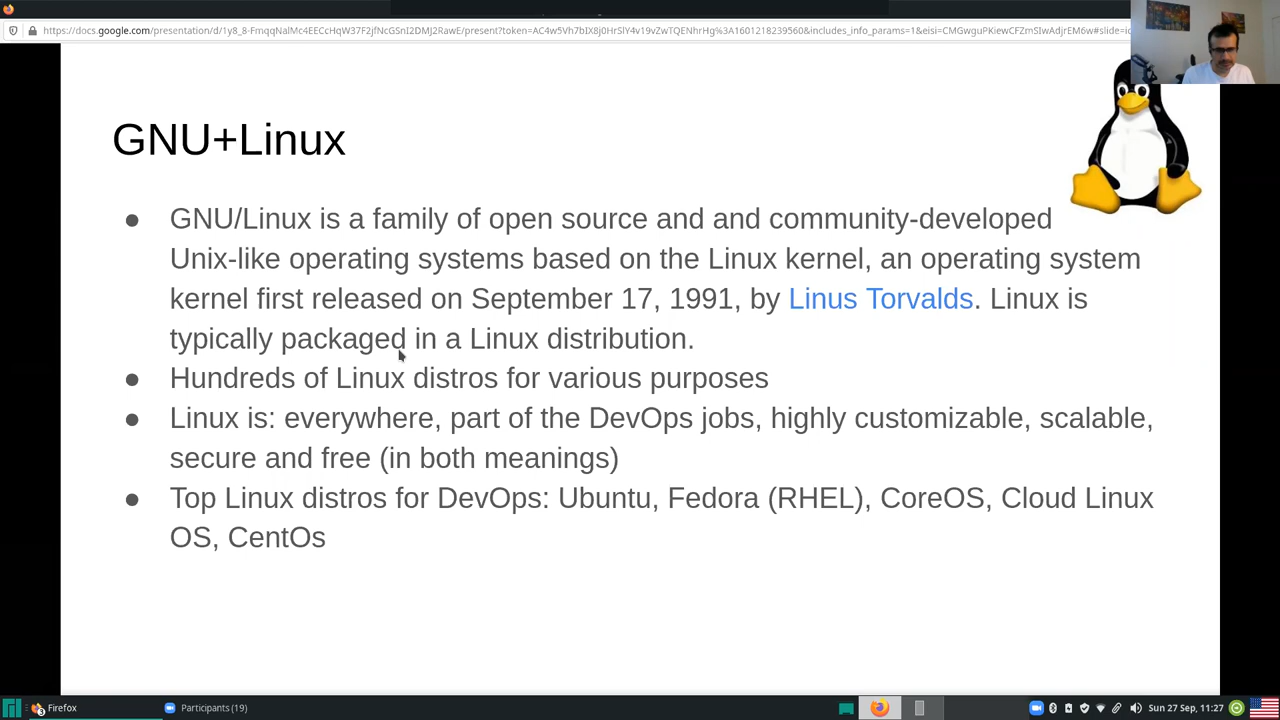 GNU+Linux
● GNU/Linux is a family of open source and and community-developed
Unix-like operating systems based on the Linux kernel, an operating system
kernel first released on September 17, 1991, by Linus Torvalds. Linux is
typically packaged in a Linux distribution.
● Hundreds of Linux distros for various purposes
● Linux is: everywhere, part of the DevOps jobs, highly customizable, scalable,
secure and free (in both meanings)
● Top Linux distros for DevOps: Ubuntu, Fedora (RHEL), CoreOS, Cloud Linux
OS, CentOs
Firefox
Participants (19)
Sun 27 Sep, 11:27